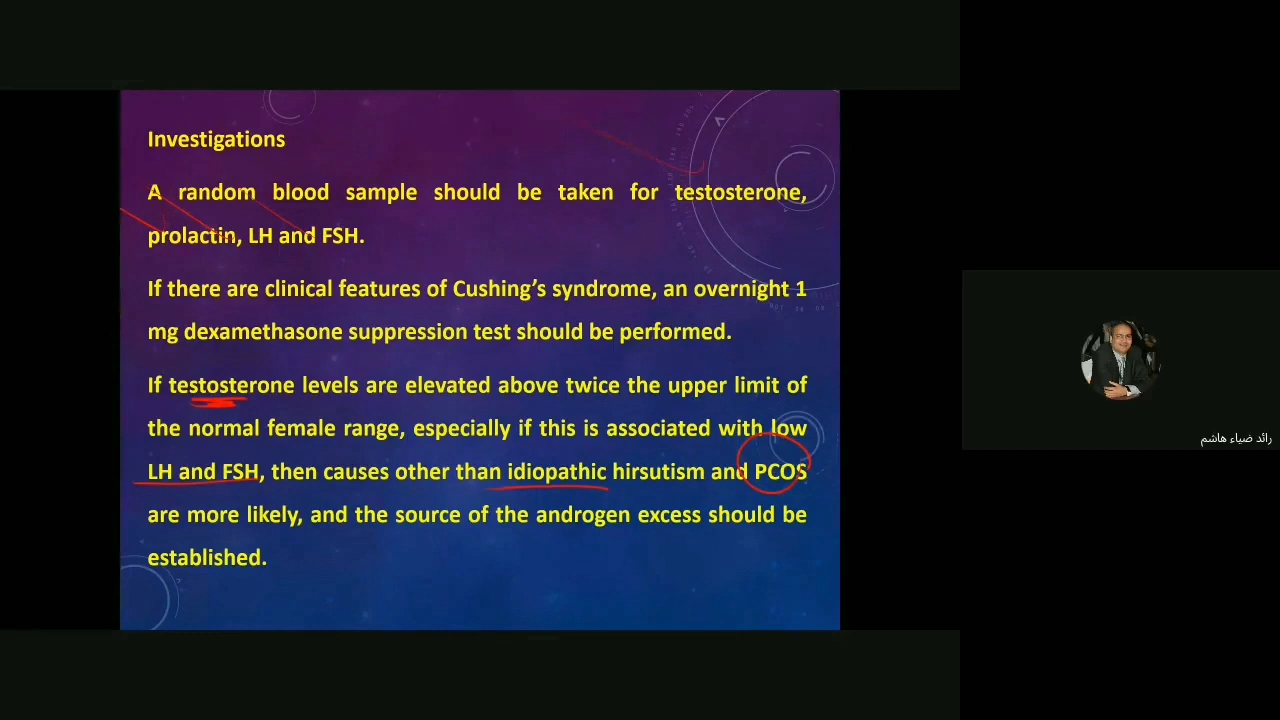 Investigations
A random blood sample should be taken for testosterone,
prolactin, LH and FSH.
If there are clinical features of Cushing’s syndrome, an overnight 1
mg dexamethasone suppression test should be performed.
If testosterone levels are elevated above twice the upper limit of
the normal female range, especially if this is associated with low
LH and FSH, then causes other than idiopathic hirsutism and PCOS
are more likely, and the source of the androgen excess should be
established.
رائد ضياء هاشم